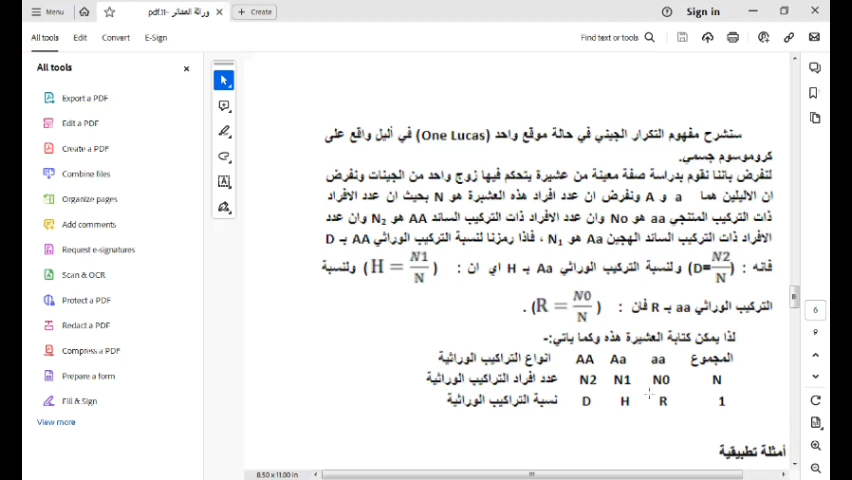 Menu
وراثة العشائر -11.pdf
Create
Sign in
All tools
Edit
Convert
E-Sign
Find text or tools
All tools
Export a PDF
Edit a PDF
Create a PDF
Combine files
Organize pages
Add comments
Request e-signatures
Scan & OCR
Protect a PDF
Redact a PDF
Compress a PDF
Prepare a form
Fill & Sign
View more
سنشرح مفهوم التكرار الجيني في حالة موقع واحد (One Lucas) في أليل واقع على
كروموسوم جسمي.
لنفرض باننا نقوم بدراسة صفة معينة من عشيرة يتحكم فيها زوج واحد من الجينات ونفرض
ان الاليلين هما a و A ونفرض ان عدد افراد هذه العشيرة هو N بحيث ان عدد الافراد
ذات التركيب المتنحي aa هو No وان عدد الافراد ذات التركيب السائد AA هو N₂ وان عدد
الافراد ذات التركيب السائد الهجين Aa هو N₁ ، فاذا رمزنا لنسبة التركيب الوراثي AA بـ D
فانه : (D=N2/N) ولنسبة التركيب الوراثي Aa بـ H اي ان : (H = N1/N) ولنسبة
التركيب الوراثي aa بـ R فان : (R = N0/N) .
لذا يمكن كتابة العشيرة هذه وكما يأتي:-
انواع التراكيب الوراثية AA Aa aa المجموع
عدد افراد التراكيب الوراثية N2 N1 N0 N
نسبة التراكيب الوراثية D H R 1
أمثلة تطبيقية
6
9
8.50 x 11.00 in